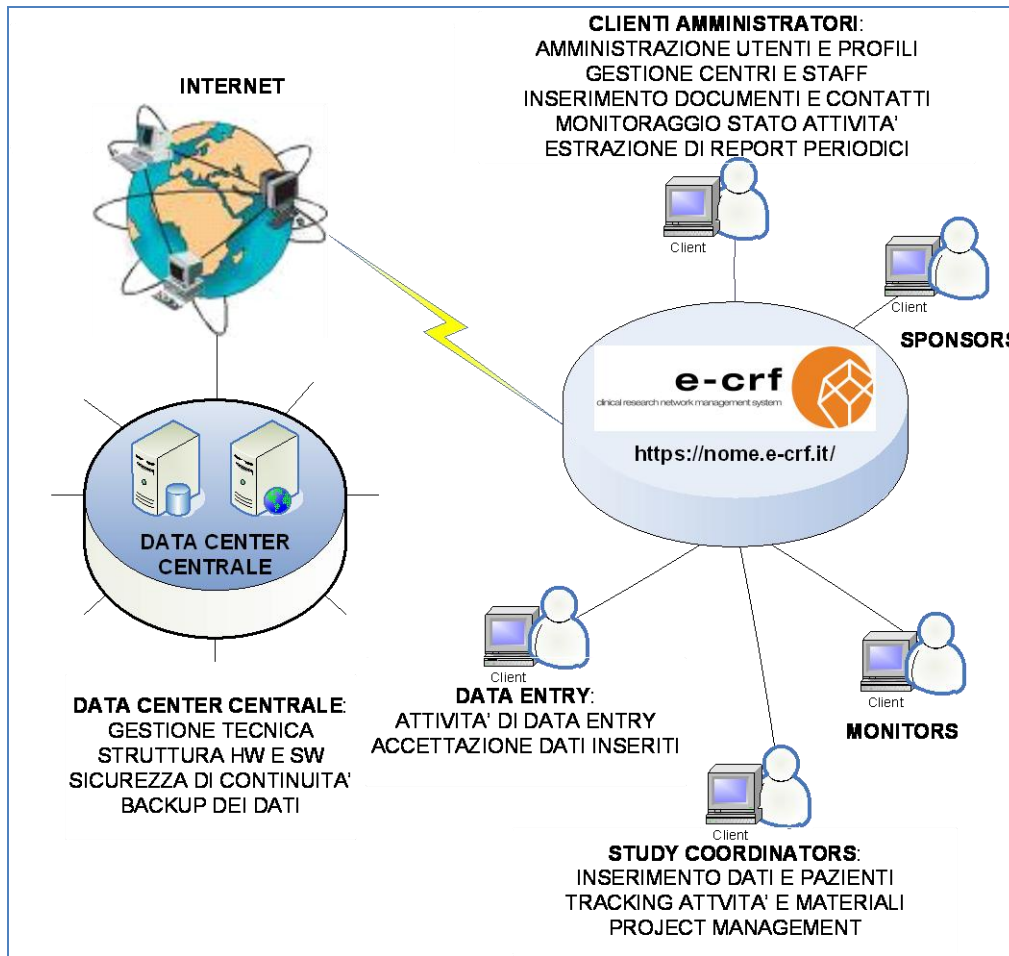 CLIENTI AMMINISTRATORI:
AMMINISTRAZIONE UTENTI E PROFILI
GESTIONE CENTRI E STAFF
INSERIMENTO DOCUMENTI E CONTATTI
MONITORAGGIO STATO ATTIVITA'
ESTRAZIONE DI REPORT PERIODICI
INTERNET
Client
Client
SPONSORS
e-crf
clinical research network management system
https://nome.e-crf.it/
DATA CENTER
CENTRALE
DATA CENTER CENTRALE:
GESTIONE TECNICA
STRUTTURA HW E SW
SICUREZZA DI CONTINUITA'
BACKUP DEI DATI
Client
DATA ENTRY:
ATTIVITA' DI DATA ENTRY
ACCETTAZIONE DATI INSERITI
Client
MONITORS
Client
STUDY COORDINATORS:
INSERIMENTO DATI E PAZIENTI
TRACKING ATTVITA' E MATERIALI
PROJECT MANAGEMENT